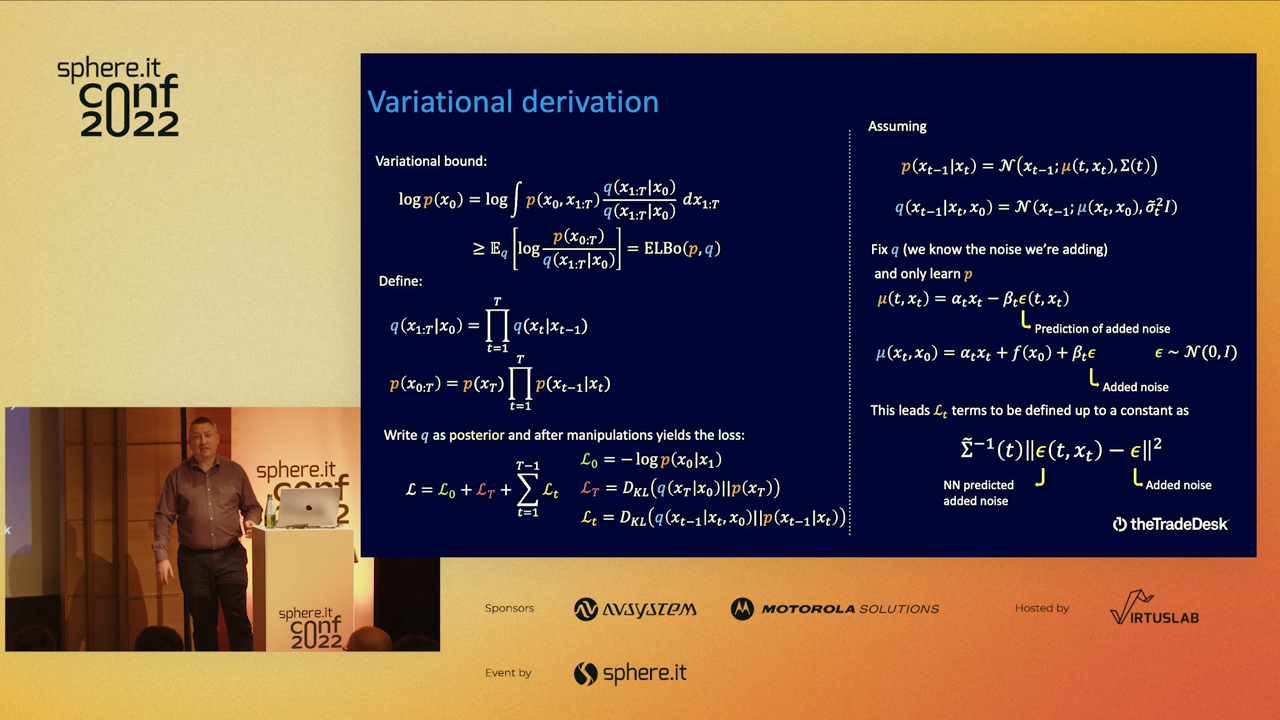 sphere.it
conf
2022
Variational derivation
Variational bound:
log p(x₀) = log ∫ p(x₀, x₁:T) q(x₁:T|x₀) / q(x₁:T|x₀) dx₁:T
≥ 𝔼q [log p(x₀:T) / q(x₁:T|x₀)] = ELBo(p, q)
Define:
q(x₁:T|x₀) = ∏ₜ₌₁ᵀ q(xₜ|xₜ₋₁)
p(x₀:T) = p(x_T) ∏ₜ₌₁ᵀ p(xₜ₋₁|xₜ)
Write q as posterior and after manipulations yields the loss:
ℒ = ℒ₀ + ℒ_T + ∑ₜ₌₁ᵀ⁻¹ ℒₜ
ℒ₀ = −log p(x₀|x₁)
ℒ_T = D_KL(q(x_T|x₀)||p(x_T))
ℒₜ = D_KL(q(xₜ₋₁|xₜ, x₀)||p(xₜ₋₁|xₜ))
Assuming
p(xₜ₋₁|xₜ) = 𝒩(xₜ₋₁; μ(t, xₜ), Σ(t))
q(xₜ₋₁|xₜ, x₀) = 𝒩(xₜ₋₁; μ(xₜ, x₀), σ̃ₜ²I)
Fix q (we know the noise we're adding)
and only learn p
μ(t, xₜ) = αₜxₜ − βₜϵ(t, xₜ)
Prediction of added noise
μ(xₜ, x₀) = αₜxₜ + f(x₀) + βₜϵ ϵ ~ 𝒩(0, I)
Added noise
This leads ℒₜ terms to be defined up to a constant as
Σ̃⁻¹(t)‖ϵ(t, xₜ) − ϵ‖²
NN predicted
added noise
Added noise
theTradeDesk
sphere.it
conf
sphere.it
conf
2022
Sponsors
AVSYSTEM
MOTOROLA SOLUTIONS
Hosted by
VIRTUSLAB
Event by
sphere.it